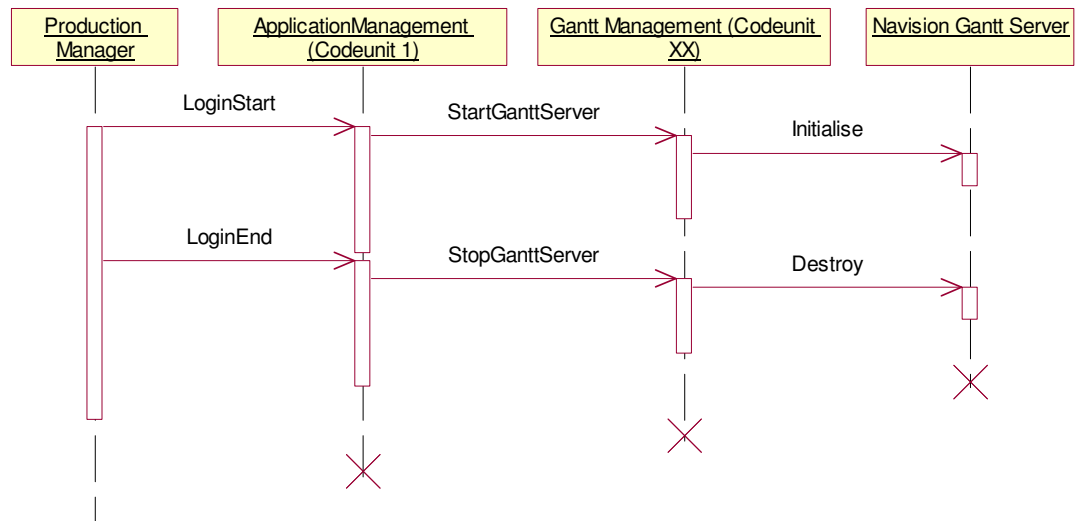 Production
Manager
ApplicationManagement
(Codeunit 1)
Gantt Management (Codeunit
XX)
Navision Gantt Server
LoginStart
StartGanttServer
Initialise
LoginEnd
StopGanttServer
Destroy